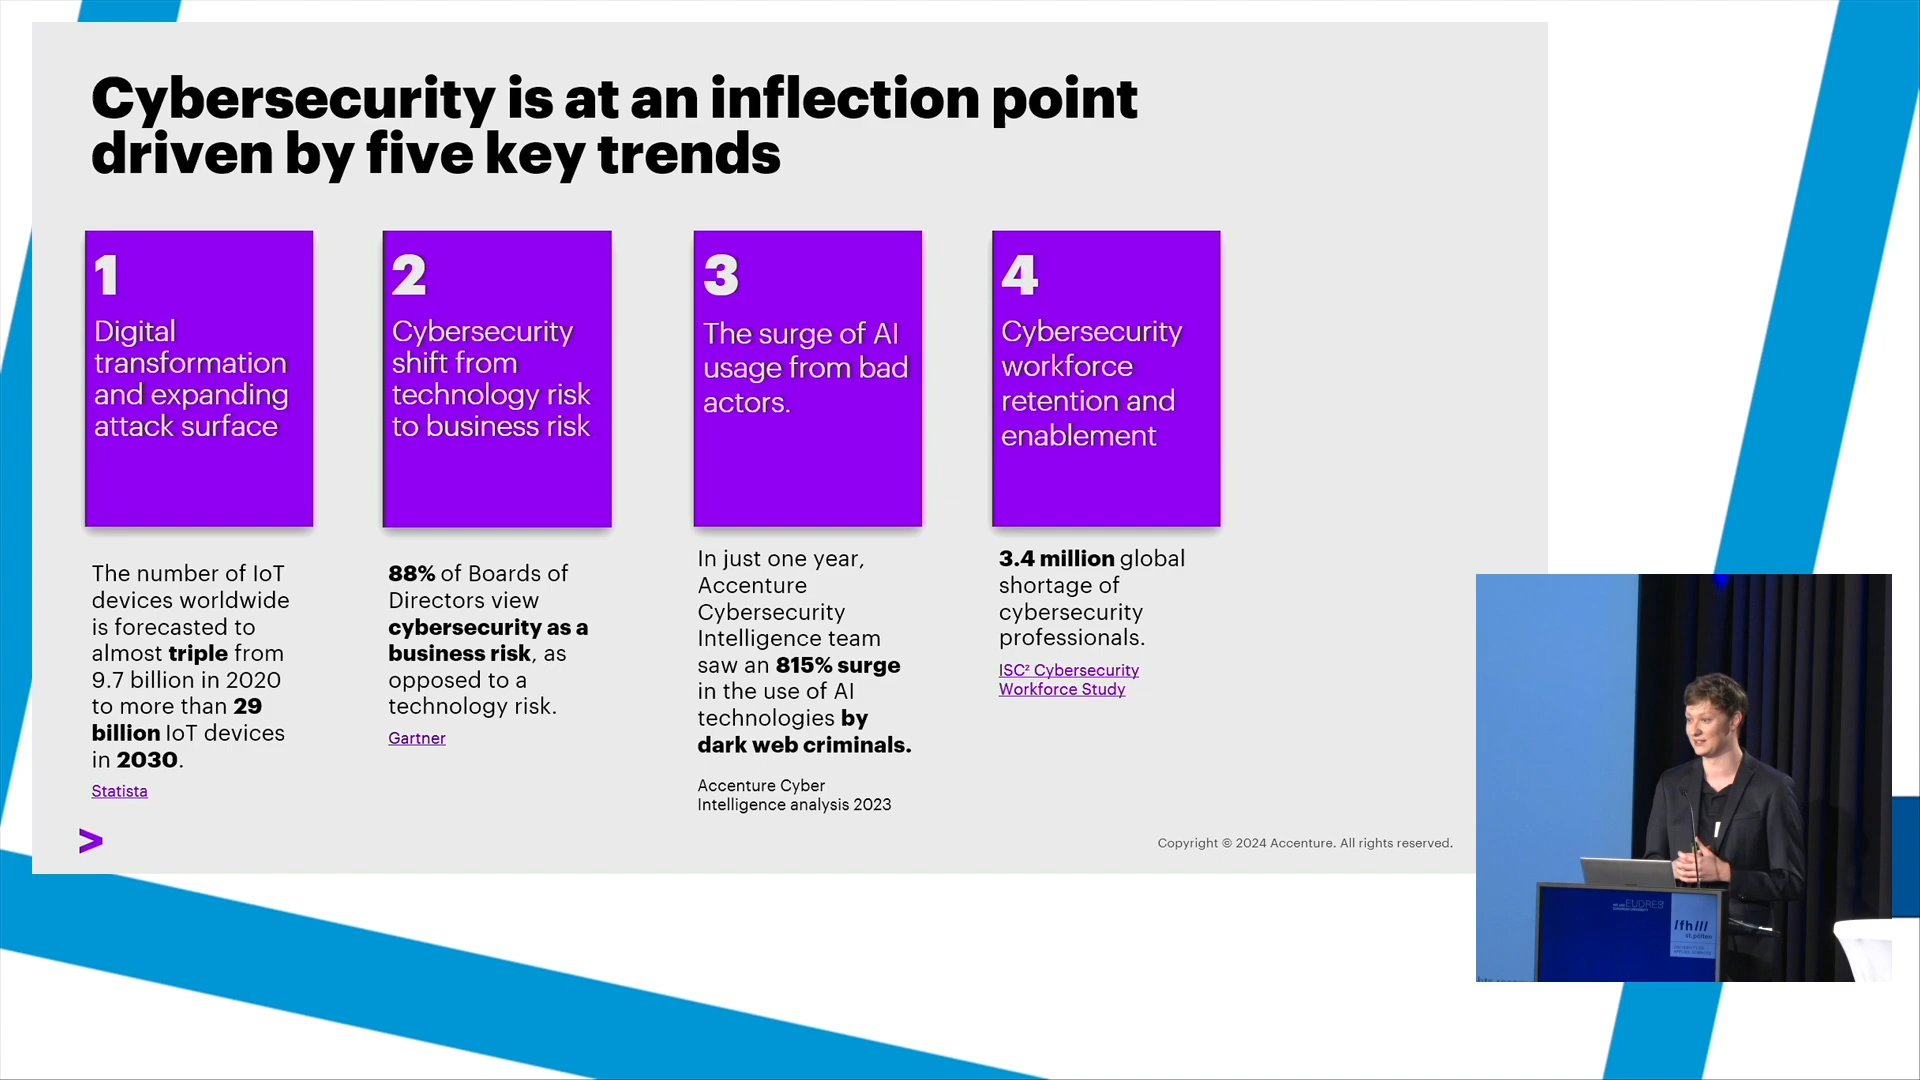 Cybersecurity is at an inflection point
driven by five key trends
1
Digital
transformation
and expanding
attack surface
The number of IoT
devices worldwide
is forecasted to
almost triple from
9.7 billion in 2020
to more than 29
billion IoT devices
in 2030.
Statista
2
Cybersecurity
shift from
technology risk
to business risk
88% of Boards of
Directors view
cybersecurity as a
business risk, as
opposed to a
technology risk.
Gartner
3
The surge of AI
usage from bad
actors.
In just one year,
Accenture
Cybersecurity
Intelligence team
saw an 815% surge
in the use of AI
technologies by
dark web criminals.
Accenture Cyber
Intelligence analysis 2023
4
Cybersecurity
workforce
retention and
enablement
3.4 million global
shortage of
cybersecurity
professionals.
ISC² Cybersecurity
Workforce Study
>
Copyright © 2024 Accenture. All rights reserved.
EUDRES
/fh///
st.pölten